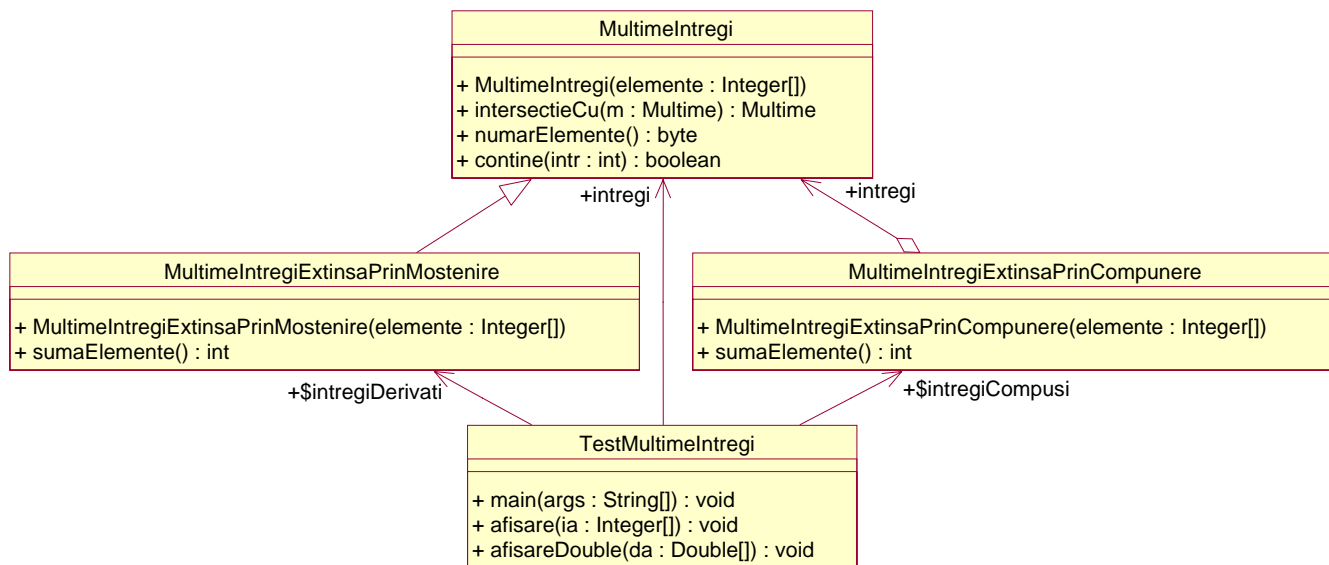 MultimeIntregi
+ MultimeIntregi(elemente : Integer[])
+ intersectieCu(m : Multime) : Multime
+ numarElemente() : byte
+ contine(intr : int) : boolean
+intregi
+intregi
MultimeIntregiExtinsaPrinMostenire
+ MultimeIntregiExtinsaPrinMostenire(elemente : Integer[])
+ sumaElemente() : int
MultimeIntregiExtinsaPrinCompunere
+ MultimeIntregiExtinsaPrinCompunere(elemente : Integer[])
+ sumaElemente() : int
+$intregiDerivati
+$intregiCompusi
TestMultimeIntregi
+ main(args : String[]) : void
+ afisare(ia : Integer[]) : void
+ afisareDouble(da : Double[]) : void